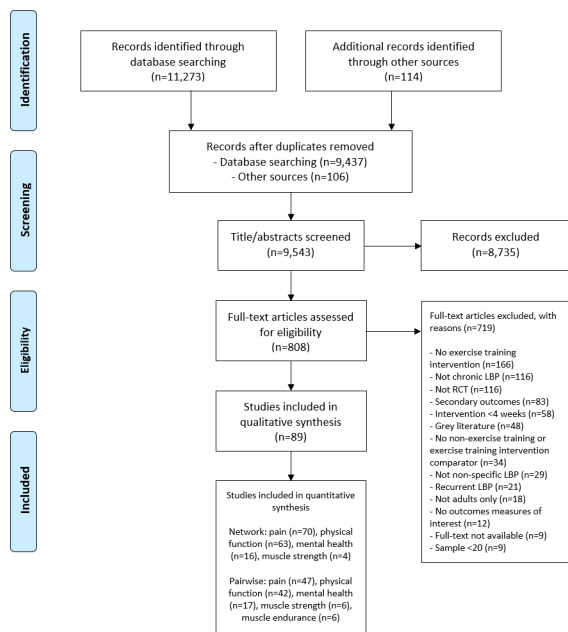 Identification
Records identified through
database searching
(n=11,273)
Additional records identified
through other sources
(n=114)
Records after duplicates removed
- Database searching (n=9,437)
- Other sources (n=106)
Screening
Title/abstracts screened
(n=9,543)
Records excluded
(n=8,735)
Eligibility
Full-text articles assessed
for eligibility
(n=808)
Full-text articles excluded, with
reasons (n=719)
- No exercise training
intervention (n=166)
- Not chronic LBP (n=116)
- Not RCT (n=116)
- Secondary outcomes (n=83)
- Intervention <4 weeks (n=58)
- Grey literature (n=48)
- No non-exercise training or
exercise training intervention
comparator (n=34)
- Not non-specific LBP (n=29)
- Recurrent LBP (n=21)
- Not adults only (n=18)
- No outcomes measures of
interest (n=12)
- Full-text not available (n=9)
- Sample <20 (n=9)
Studies included in
qualitative synthesis
(n=89)
Included
Studies included in quantitative
synthesis
Network: pain (n=70), physical
function (n=63), mental health
(n=16), muscle strength (n=4)
Pairwise: pain (n=47), physical
function (n=42), mental health
(n=17), muscle strength (n=6),
muscle endurance (n=6)